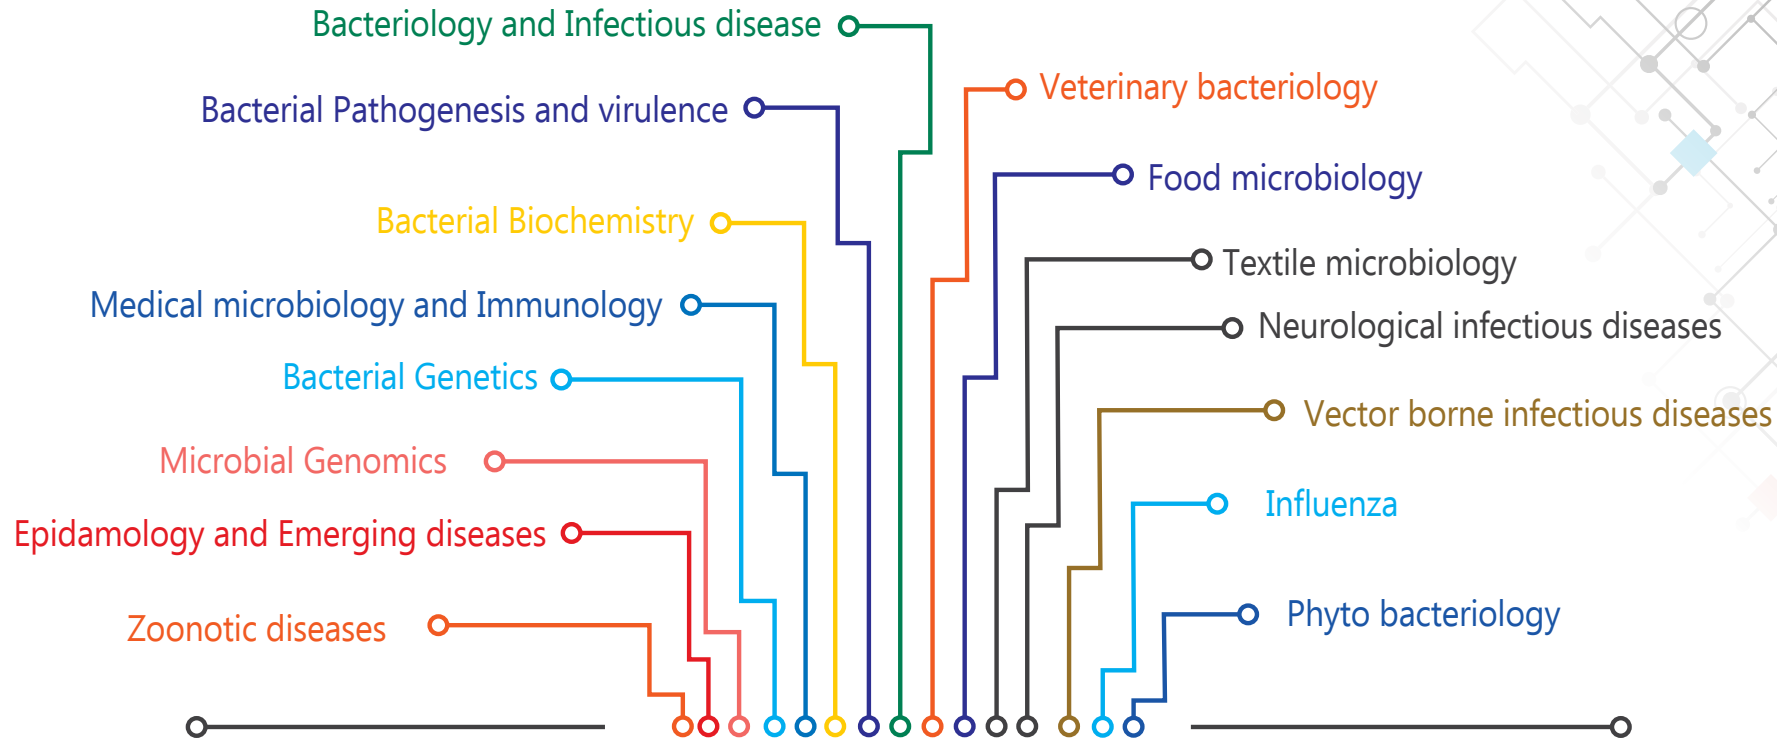 Bacteriology and Infectious disease
Bacterial Pathogenesis and virulence
Bacterial Biochemistry
Medical microbiology and Immunology
Bacterial Genetics
Microbial Genomics
Epidamology and Emerging diseases
Zoonotic diseases
Veterinary bacteriology
Food microbiology
Textile microbiology
Neurological infectious diseases
Vector borne infectious diseases
Influenza
Phyto bacteriology